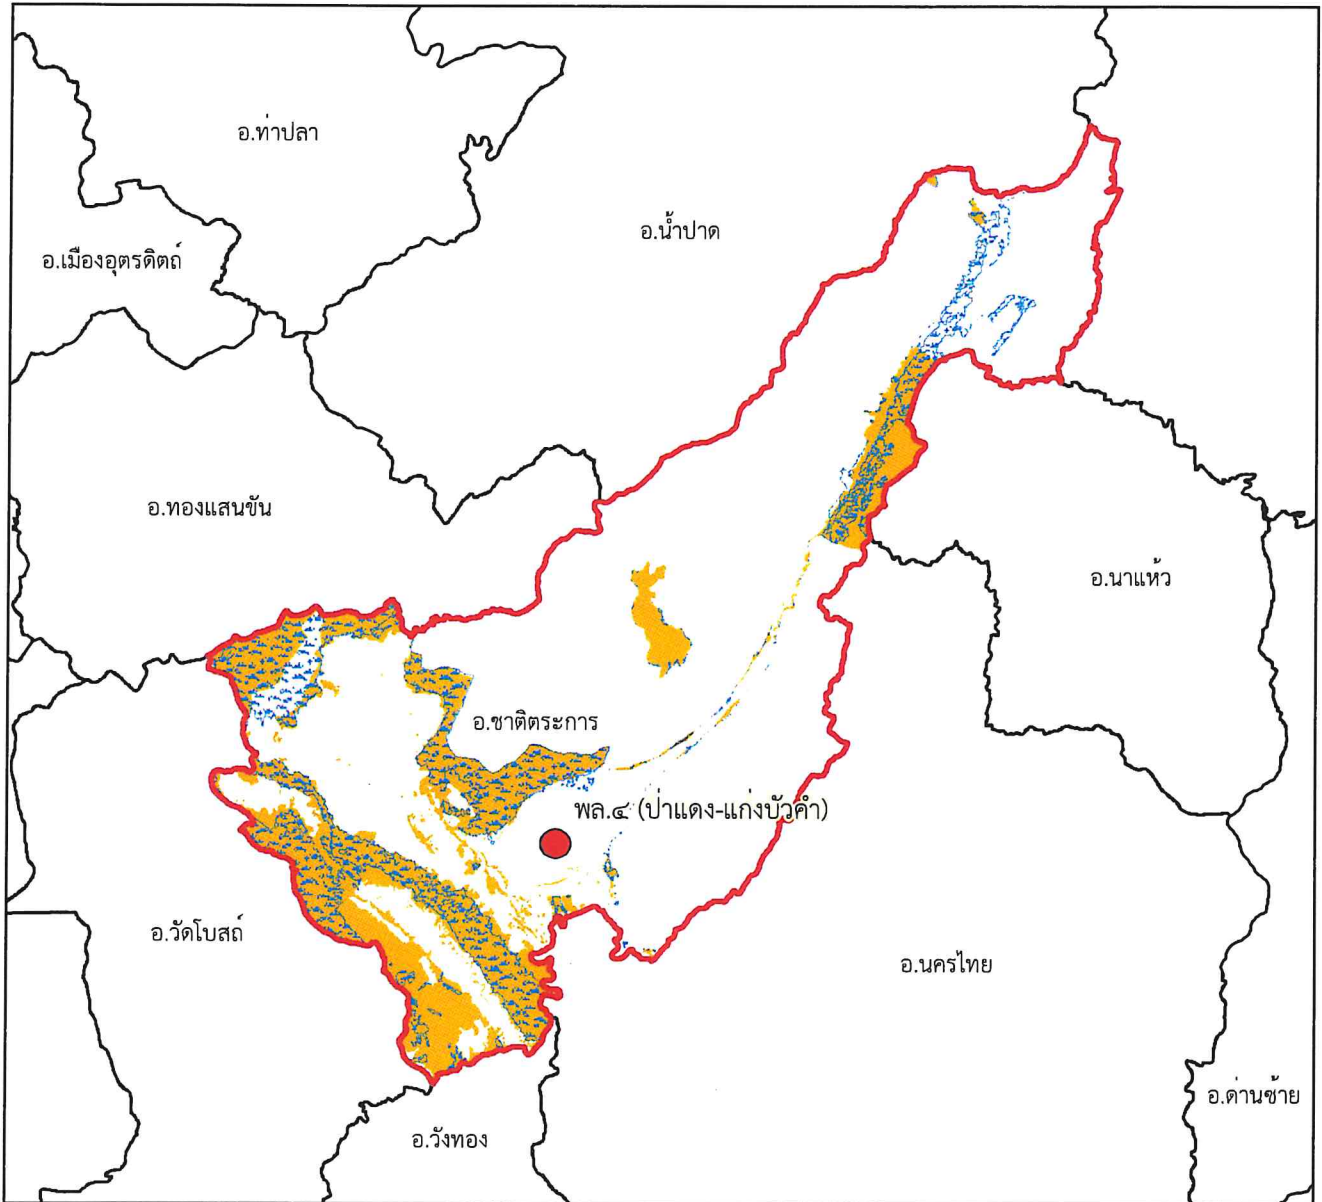 อ.ท่าปลา
อ.น้ำปาด
อ.เมืองอุตรดิตถ์
อ.ทองแสนขัน
อ.นาแห้ว
อ.ชาติตระการ
พล.๔ (ป่าแดง-แก่งบัวคำ)
อ.วัดโบสถ์
อ.นครไทย
อ.ด่านซ้าย
อ.วังทอง